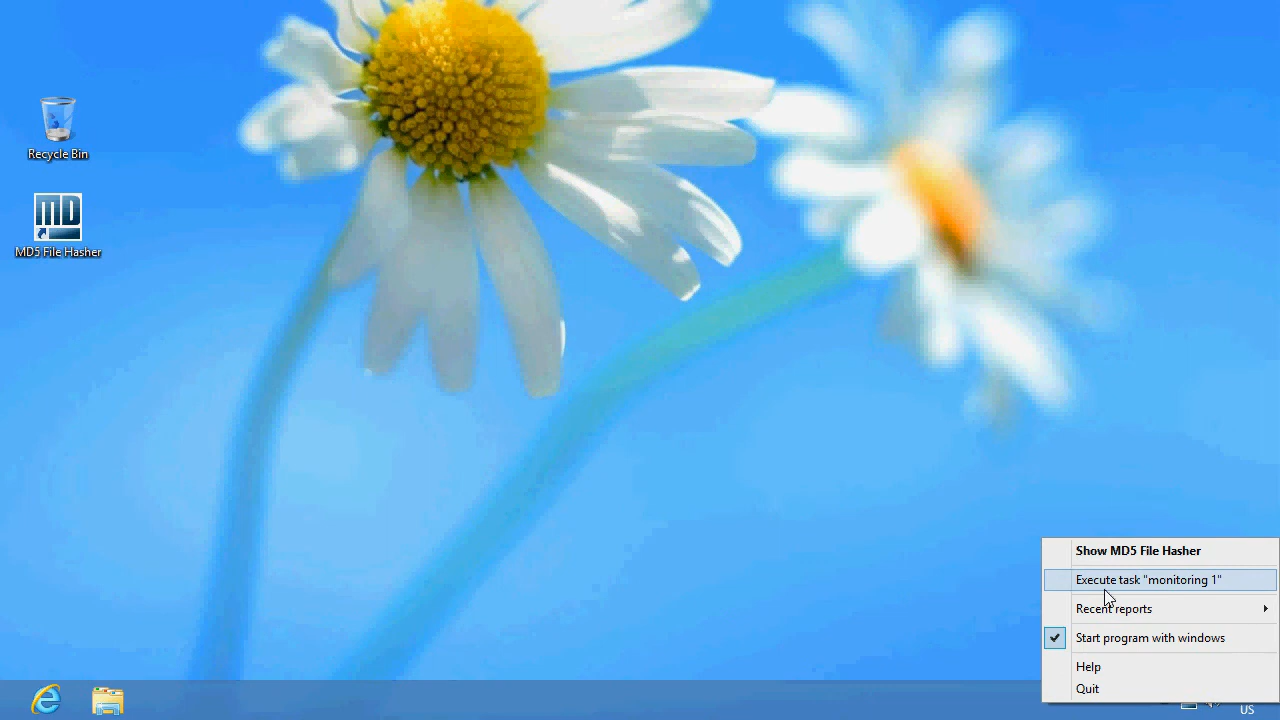 Recycle Bin
MD
MD5 File Hasher
Show MD5 File Hasher
Execute task "monitoring 1"
Recent reports
Start program with windows
Help
Quit
US